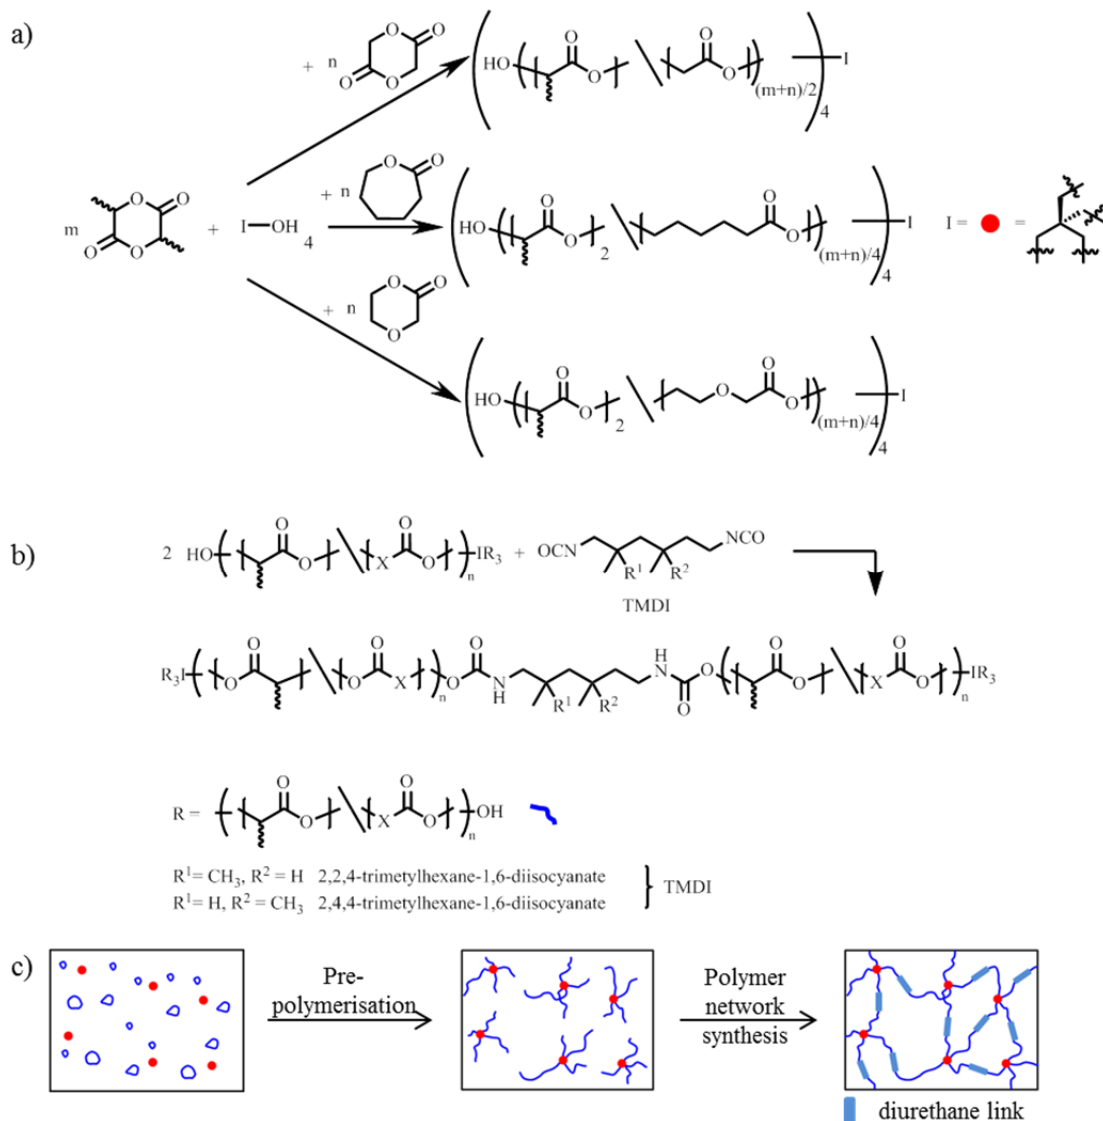 a)
+ n
O
O
O
O
HO
O
O
O
O
(m+n)/2
4
I
m
O
O
O
O
+
I—OH
4
+ n
O
O
HO
O
O
2
O
O
(m+n)/4
4
I
I = =
+ n
O
O
O
HO
O
O
2
O
O
O
(m+n)/4
4
I
b)
2 HO
O
O
X
O
O
n
IR3
+
OCN
NCO
R1
R2
TMDI
R3I
O
O
O
O
X
n
O
O
N
H
R1
R2
H
N
O
O
O
O
X
O
O
n
IR3
R =
O
O
X
O
O
n
OH
R1= CH3, R2 = H 2,2,4-trimetylhexane-1,6-diisocyanate
R1= H, R2 = CH3 2,4,4-trimetylhexane-1,6-diisocyanate
TMDI
c)
Pre-
polymerisation
Polymer
network
synthesis
diurethane link